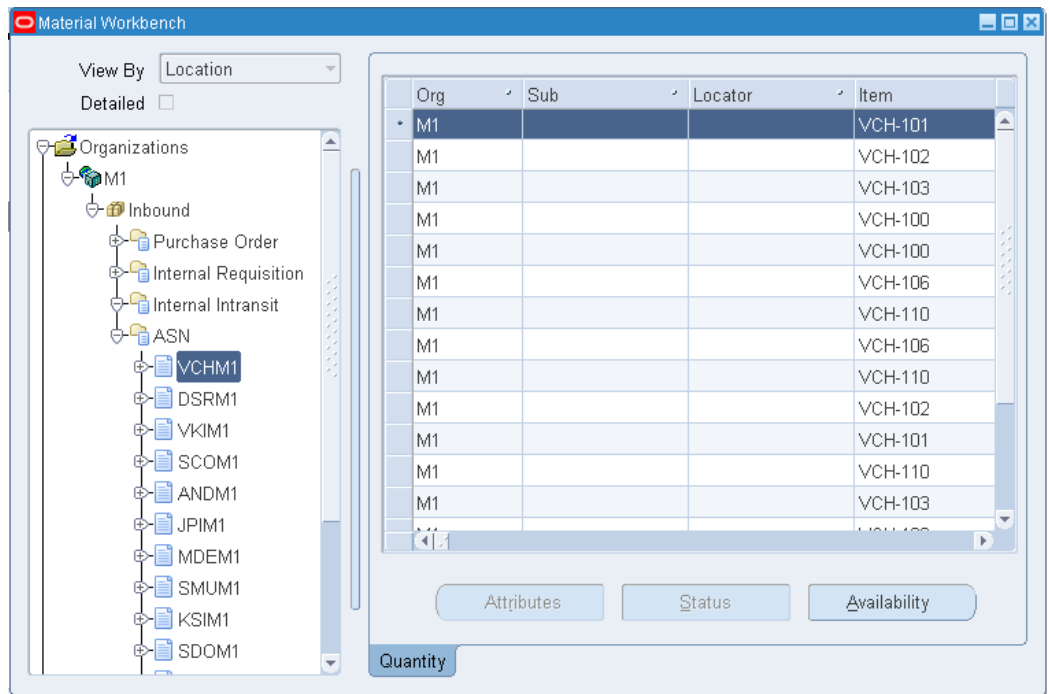 Material Workbench
View By Location
Detailed
Organizations
M1
Inbound
Purchase Order
Internal Requisition
Internal Intransit
ASN
VCHM1
DSRM1
VKIM1
SCOM1
ANDM1
JPIM1
MDEM1
SMUM1
KSIM1
SDOM1
Org Sub Locator Item
M1 VCH-101
M1 VCH-102
M1 VCH-103
M1 VCH-100
M1 VCH-100
M1 VCH-106
M1 VCH-110
M1 VCH-106
M1 VCH-110
M1 VCH-102
M1 VCH-101
M1 VCH-110
M1 VCH-103
Attributes Status Availability
Quantity